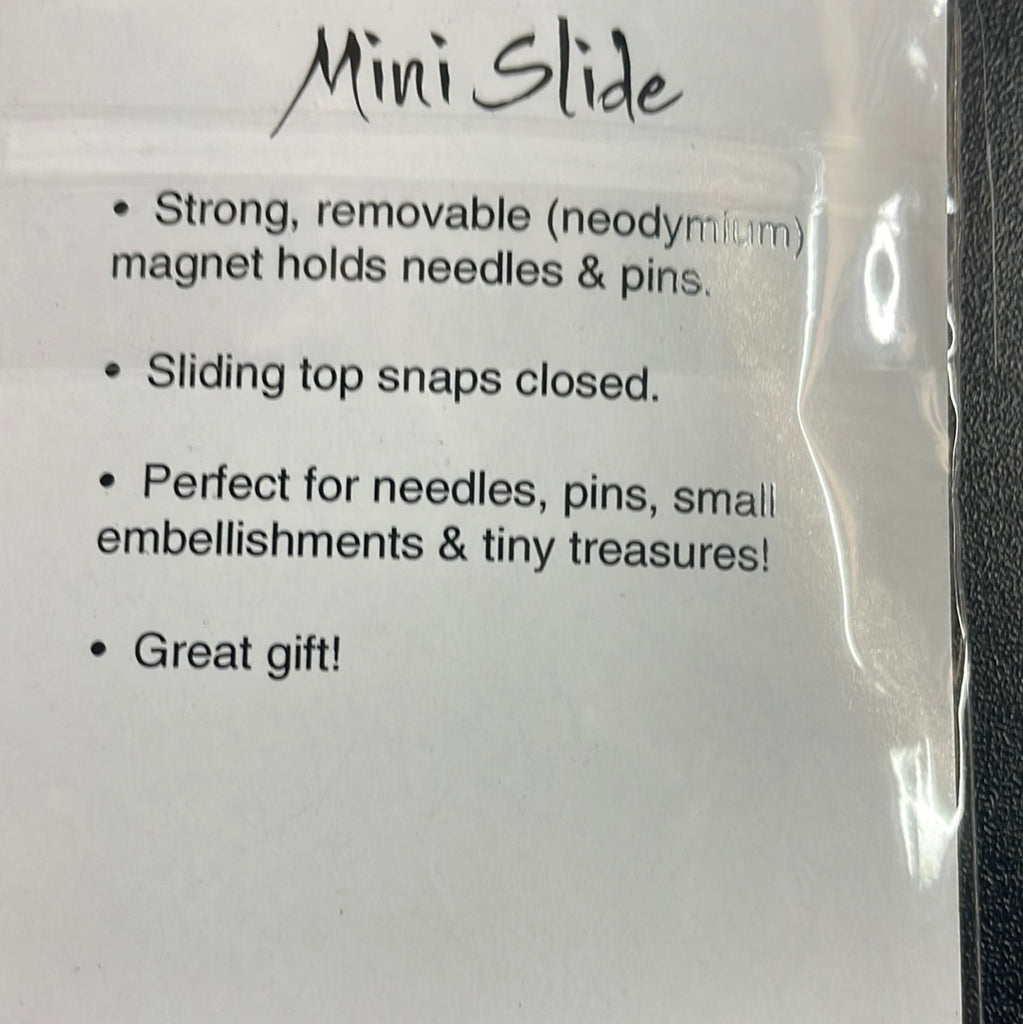 Mini Slide
• Strong, removable (neodymium)
magnet holds needles & pins.
• Sliding top snaps closed.
• Perfect for needles, pins, small
embellishments & tiny treasures!
• Great gift!